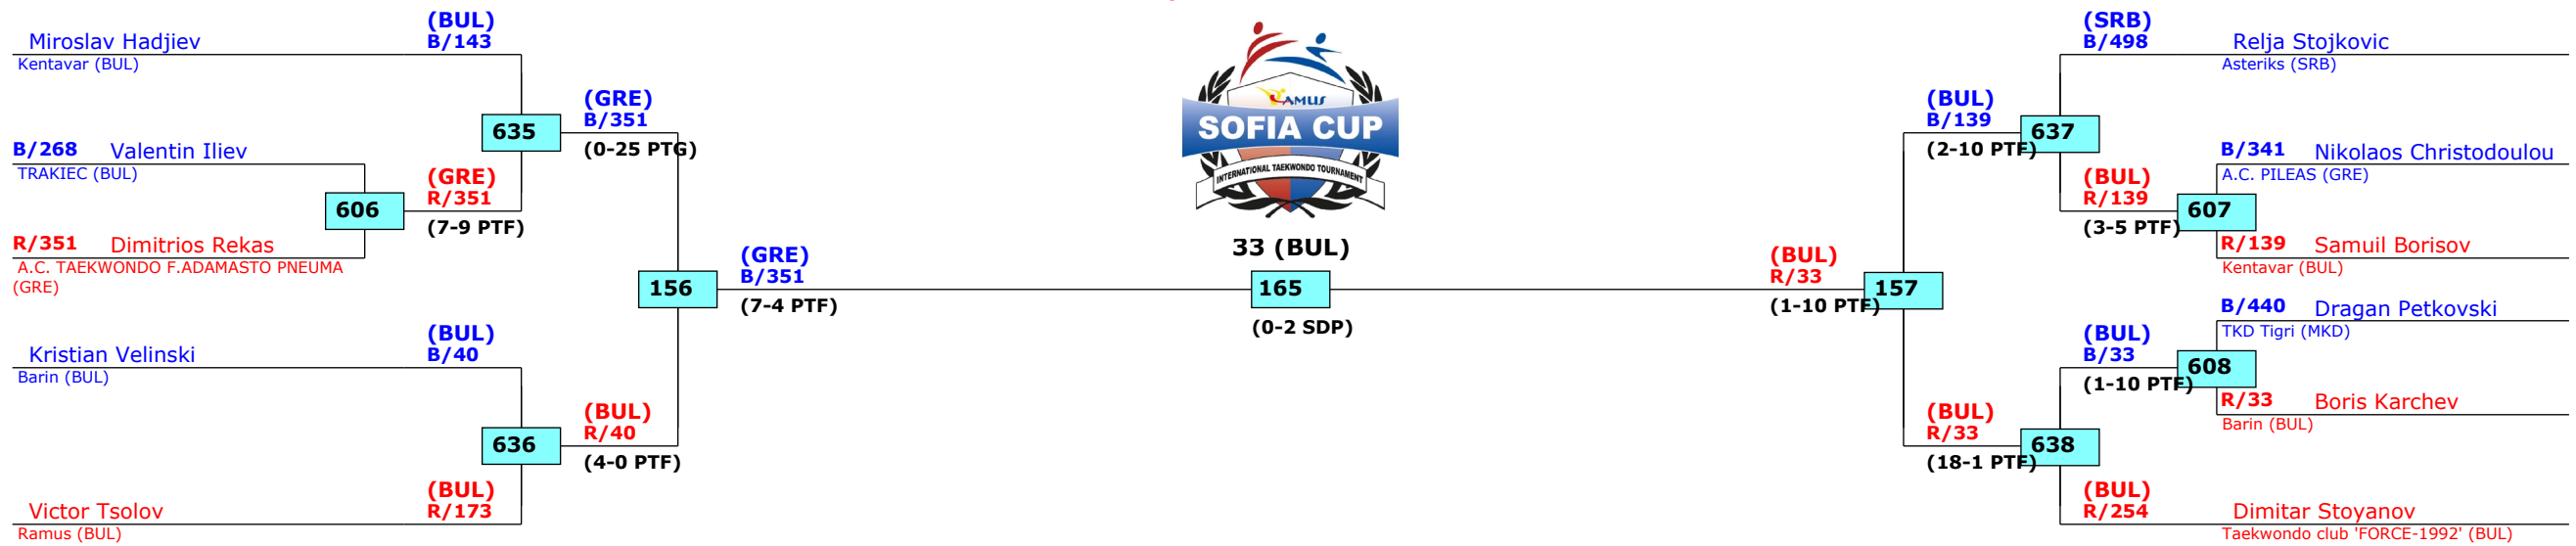 (BUL)
B/143
Miroslav Hadjiev
Kentavar (BUL)
B/268 Valentin Iliev
TRAKIEC (BUL)
606
(GRE)
R/351
(7-9 PTF)
R/351 Dimitrios Rekas
A.C. TAEKWONDO F.ADAMASTO PNEUMA
(GRE)
635
(GRE)
B/351
(0-25 PTG)
156
(GRE)
B/351
(7-4 PTF)
(BUL)
B/40
Kristian Velinski
Barin (BUL)
636
(BUL)
R/40
(4-0 PTF)
(BUL)
R/173
Victor Tsolov
Ramus (BUL)
RAMUS
SOFIA CUP
INTERNATIONAL TAEKWONDO TOURNAMENT
33 (BUL)
165
(0-2 SDP)
(BUL)
R/33
(1-10 PTF)
157
(BUL)
B/139
(2-10 PTF)
637
(SRB)
B/498
Relja Stojkovic
Asteriks (SRB)
B/341 Nikolaos Christodoulou
A.C. PILEAS (GRE)
(BUL)
R/139
(3-5 PTF)
607
R/139 Samuil Borisov
Kentavar (BUL)
B/440 Dragan Petkovski
TKD Tigri (MKD)
(BUL)
B/33
(1-10 PTF)
608
R/33 Boris Karchev
Barin (BUL)
(BUL)
R/33
(18-1 PTF)
638
(BUL)
R/254
Dimitar Stoyanov
Taekwondo club 'FORCE-1992' (BUL)